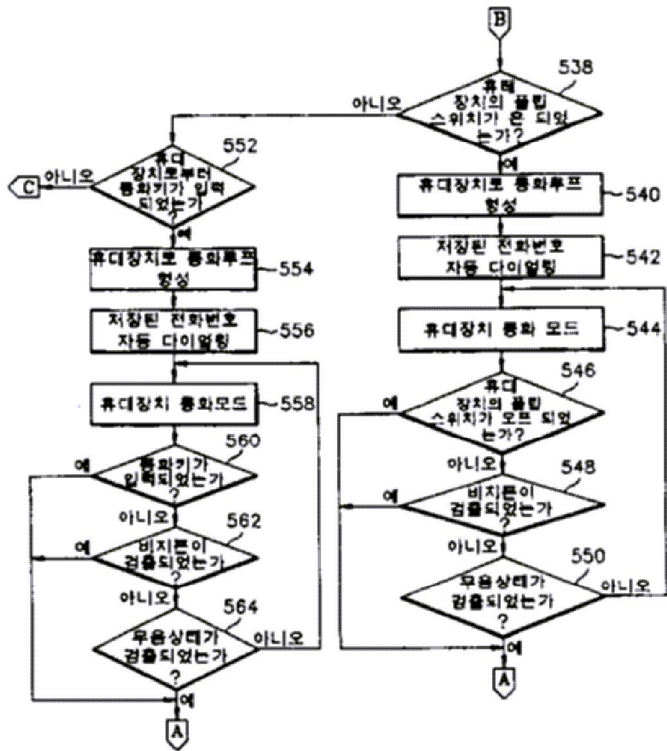 B
휴대
장치의 플립
스위치가 온 되었
는가?
538
아니오
예
휴대
장치로부터
통화키가 입력
되었는가
?
552
아니오
C
예
휴대장치로 통화루프
형성
540
저장된 전화번호
자동 다이얼링
542
휴대장치 통화 모드
544
휴대
장치의 플립
스위치가 오프 되었
는가?
546
예
아니오
비지톤이
검출되었는가
?
548
예
아니오
무음상태가
검출되었는가
?
550
아니오
예
A
휴대장치로 통화루프
형성
554
저장된 전화번호
자동 다이얼링
556
휴대장치 통화모드
558
통화키가
입력되었는가
?
560
예
아니오
비지톤이
검출되었는가
?
562
예
아니오
무음상태가
검출되었는가
?
564
아니오
예
A